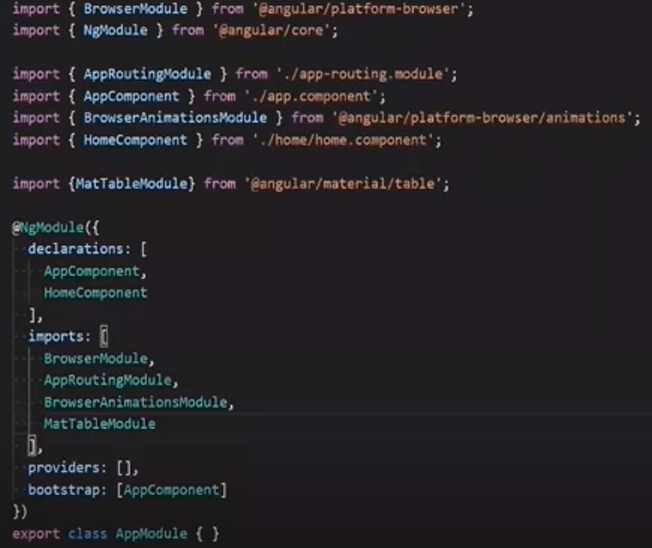 import { BrowserModule } from '@angular/platform-browser';
import { NgModule } from '@angular/core';
import { AppRoutingModule } from './app-routing.module';
import { AppComponent } from './app.component';
import { BrowserAnimationsModule } from '@angular/platform-browser/animations';
import { HomeComponent } from './home/home.component';
import {MatTableModule} from '@angular/material/table';
@NgModule({
declarations: [
AppComponent,
HomeComponent
],
imports: [
BrowserModule,
AppRoutingModule,
BrowserAnimationsModule,
MatTableModule
],
providers: [],
bootstrap: [AppComponent]
})
export class AppModule { }